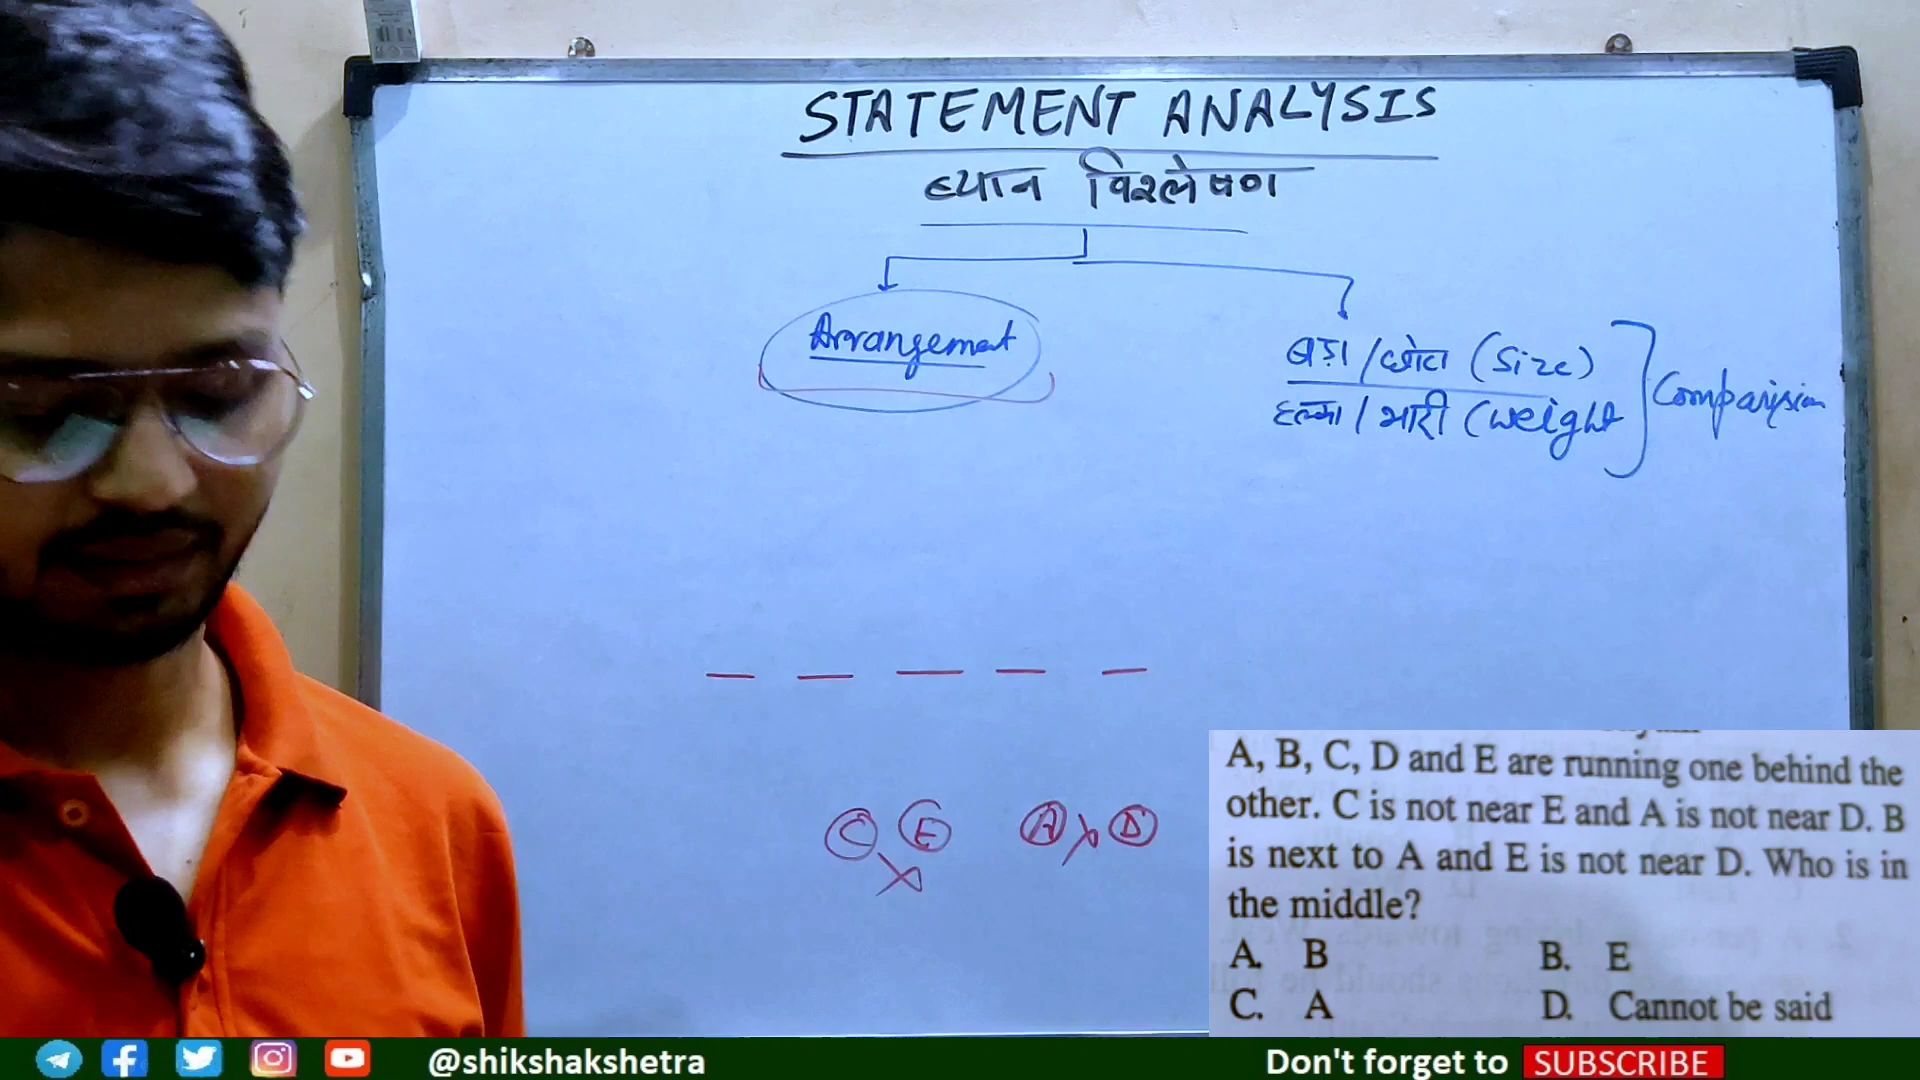 STATEMENT ANALYSIS
ध्यान विश्लेषण
Arrangement
बड़ा/छोटा (Size)
हल्का/भारी (weight
Comparision
C E A D
A, B, C, D and E are running one behind the
other. C is not near E and A is not near D. B
is next to A and E is not near D. Who is in
the middle?
A. B B. E
C. A D. Cannot be said
@shikshakshetra
Don't forget to SUBSCRIBE